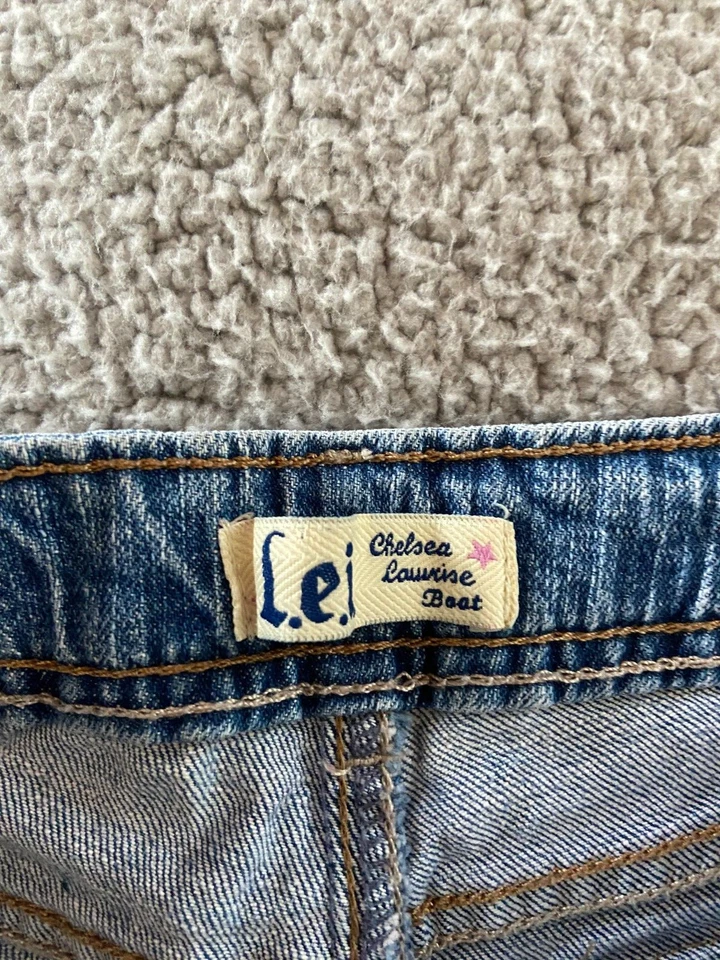 l.e.i
Chelsea
Lowrise
Boot